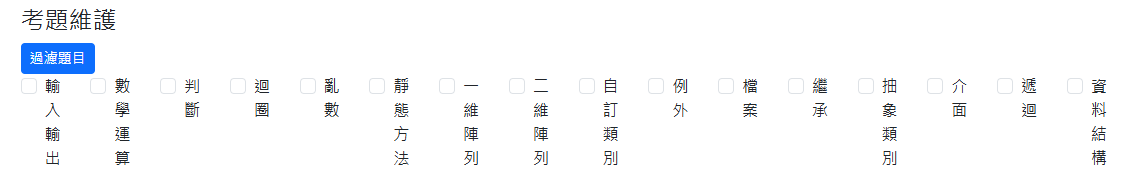 考題維護
過濾題目
輸入輸出
數學運算
判斷
迴圈
亂數
靜態方法
一維陣列
二維陣列
自訂類別
例外
檔案
繼承
抽象類別
介面
遞迴
資料結構